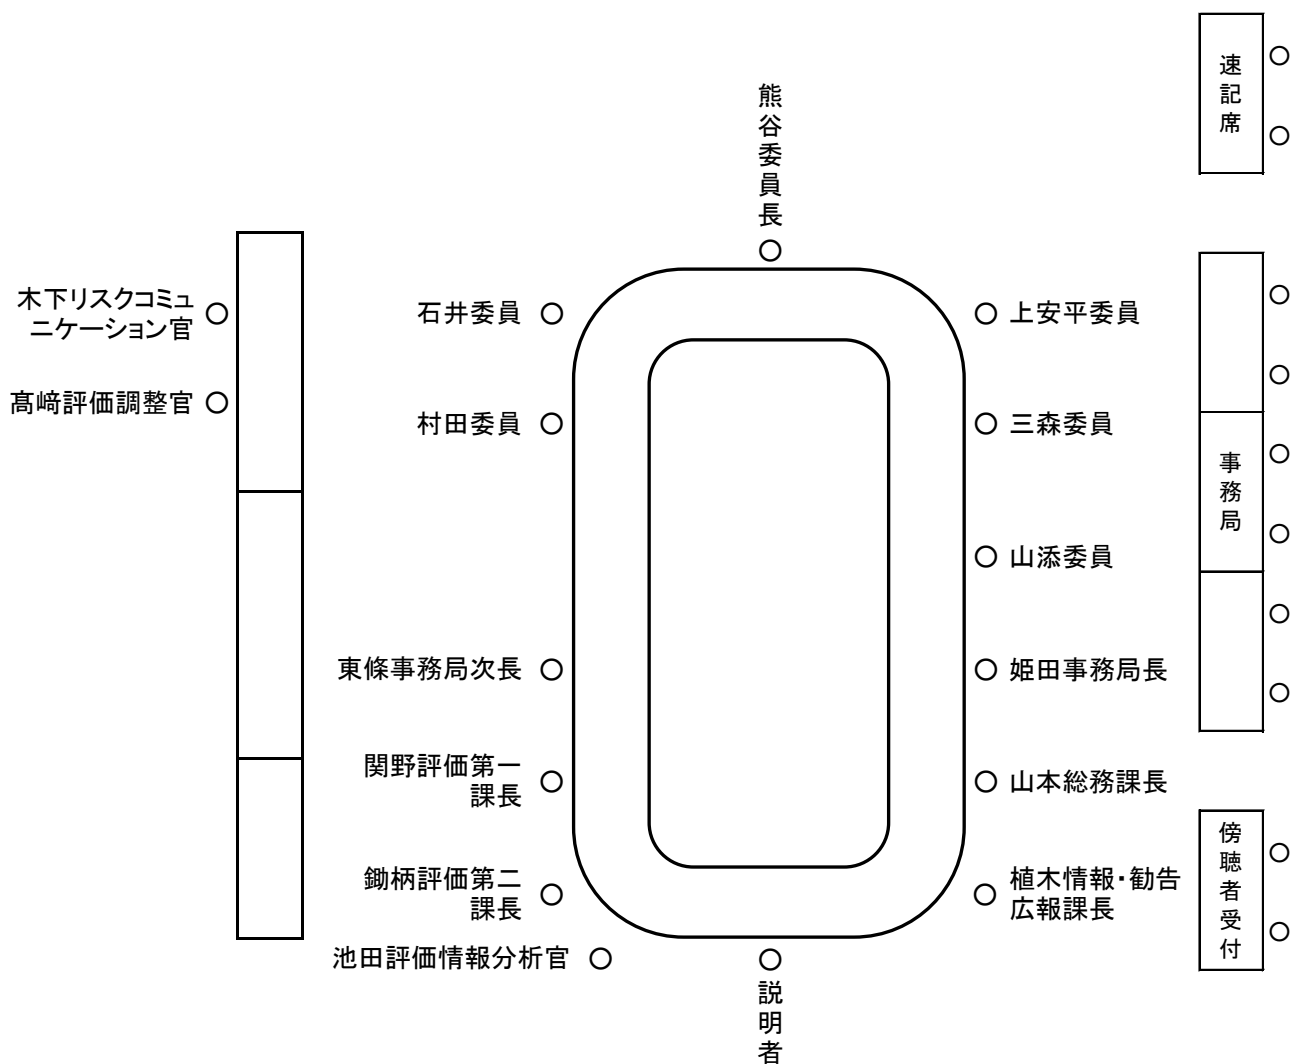 速記席
熊谷委員長
木下リスクコミュ
ニケーション官
髙﨑評価調整官
石井委員
村田委員
上安平委員
三森委員
山添委員
事務局
東條事務局次長
姫田事務局長
関野評価第一
課長
山本総務課長
鋤柄評価第二
課長
植木情報・勧告
広報課長
傍聴者受付
池田評価情報分析官
説明者